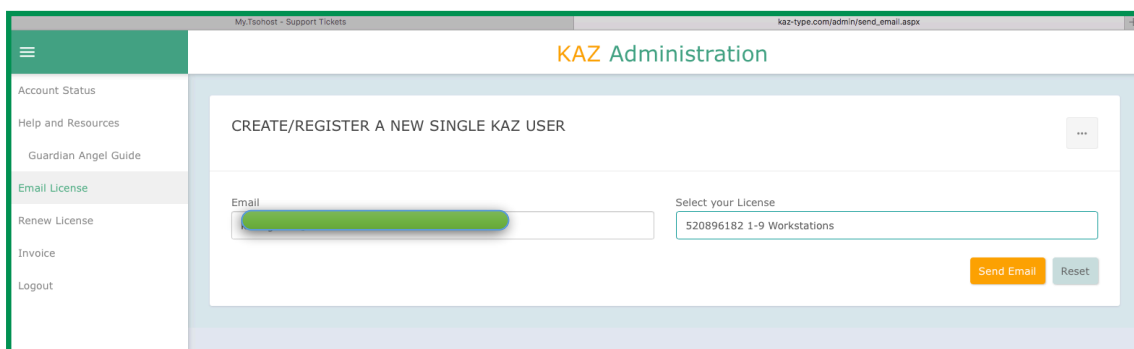 My.Tsohost - Support Tickets
kaz-type.com/admin/send_email.aspx
KAZ Administration
Account Status
Help and Resources
Guardian Angel Guide
Email License
Renew License
Invoice
Logout
CREATE/REGISTER A NEW SINGLE KAZ USER
Email
Select your License
520896182 1-9 Workstations
Send Email
Reset